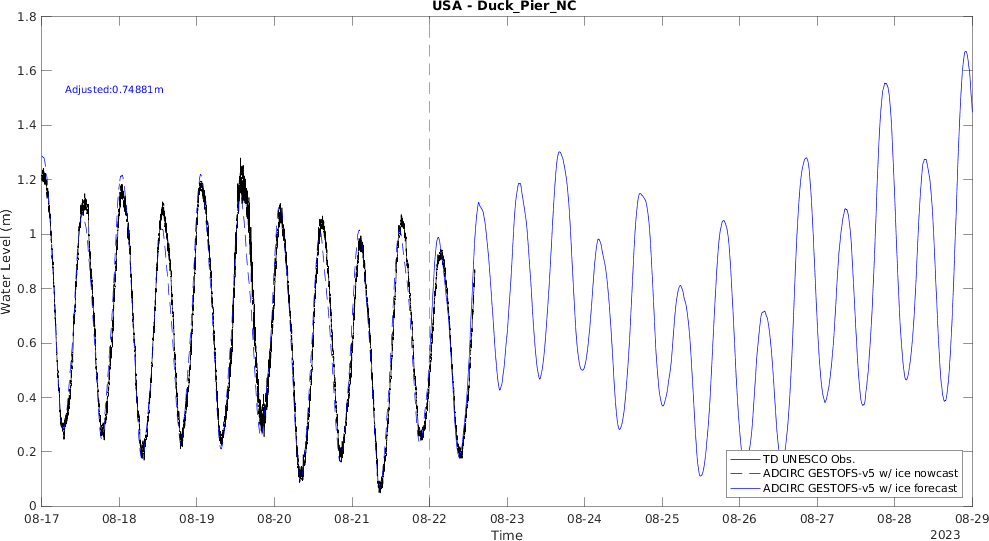 USA - Duck_Pier_NC
1.8
1.6
1.4
1.2
1
0.8
0.6
0.4
0.2
0
Water Level (m)
Adjusted:0.74881m
TD UNESCO Obs.
ADCIRC GESTOFS-v5 w/ ice nowcast
ADCIRC GESTOFS-v5 w/ ice forecast
08-17 08-18 08-19 08-20 08-21 08-22 08-23 08-24 08-25 08-26 08-27 08-28 08-29
Time
2023